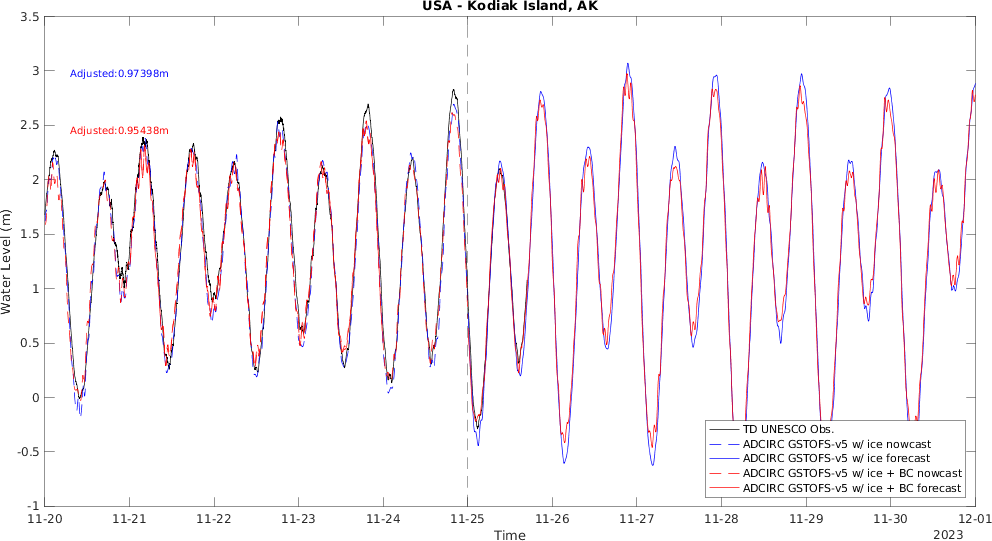 USA - Kodiak Island, AK
3.5
3
2.5
2
1.5
1
0.5
0
-0.5
-1
Water Level (m)
Adjusted:0.97398m
Adjusted:0.95438m
TD UNESCO Obs.
ADCIRC GSTOFS-v5 w/ ice nowcast
ADCIRC GSTOFS-v5 w/ ice forecast
ADCIRC GSTOFS-v5 w/ ice + BC nowcast
ADCIRC GSTOFS-v5 w/ ice + BC forecast
11-20 11-21 11-22 11-23 11-24 11-25 11-26 11-27 11-28 11-29 11-30 12-01
Time
2023